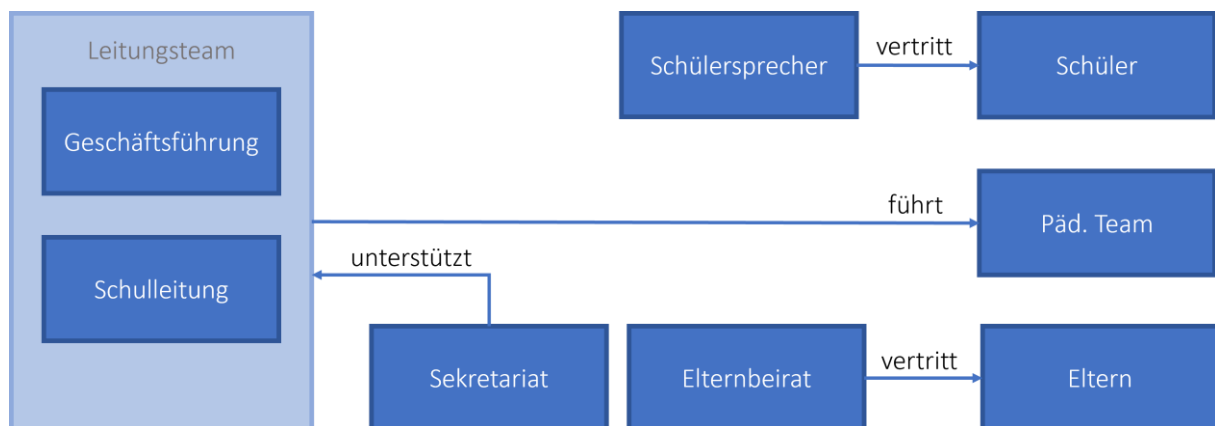 Leitungsteam
Geschäftsführung
Schulleitung
Schülersprecher
vertritt
Schüler
führt
Päd. Team
unterstützt
Sekretariat
Elternbeirat
vertritt
Eltern